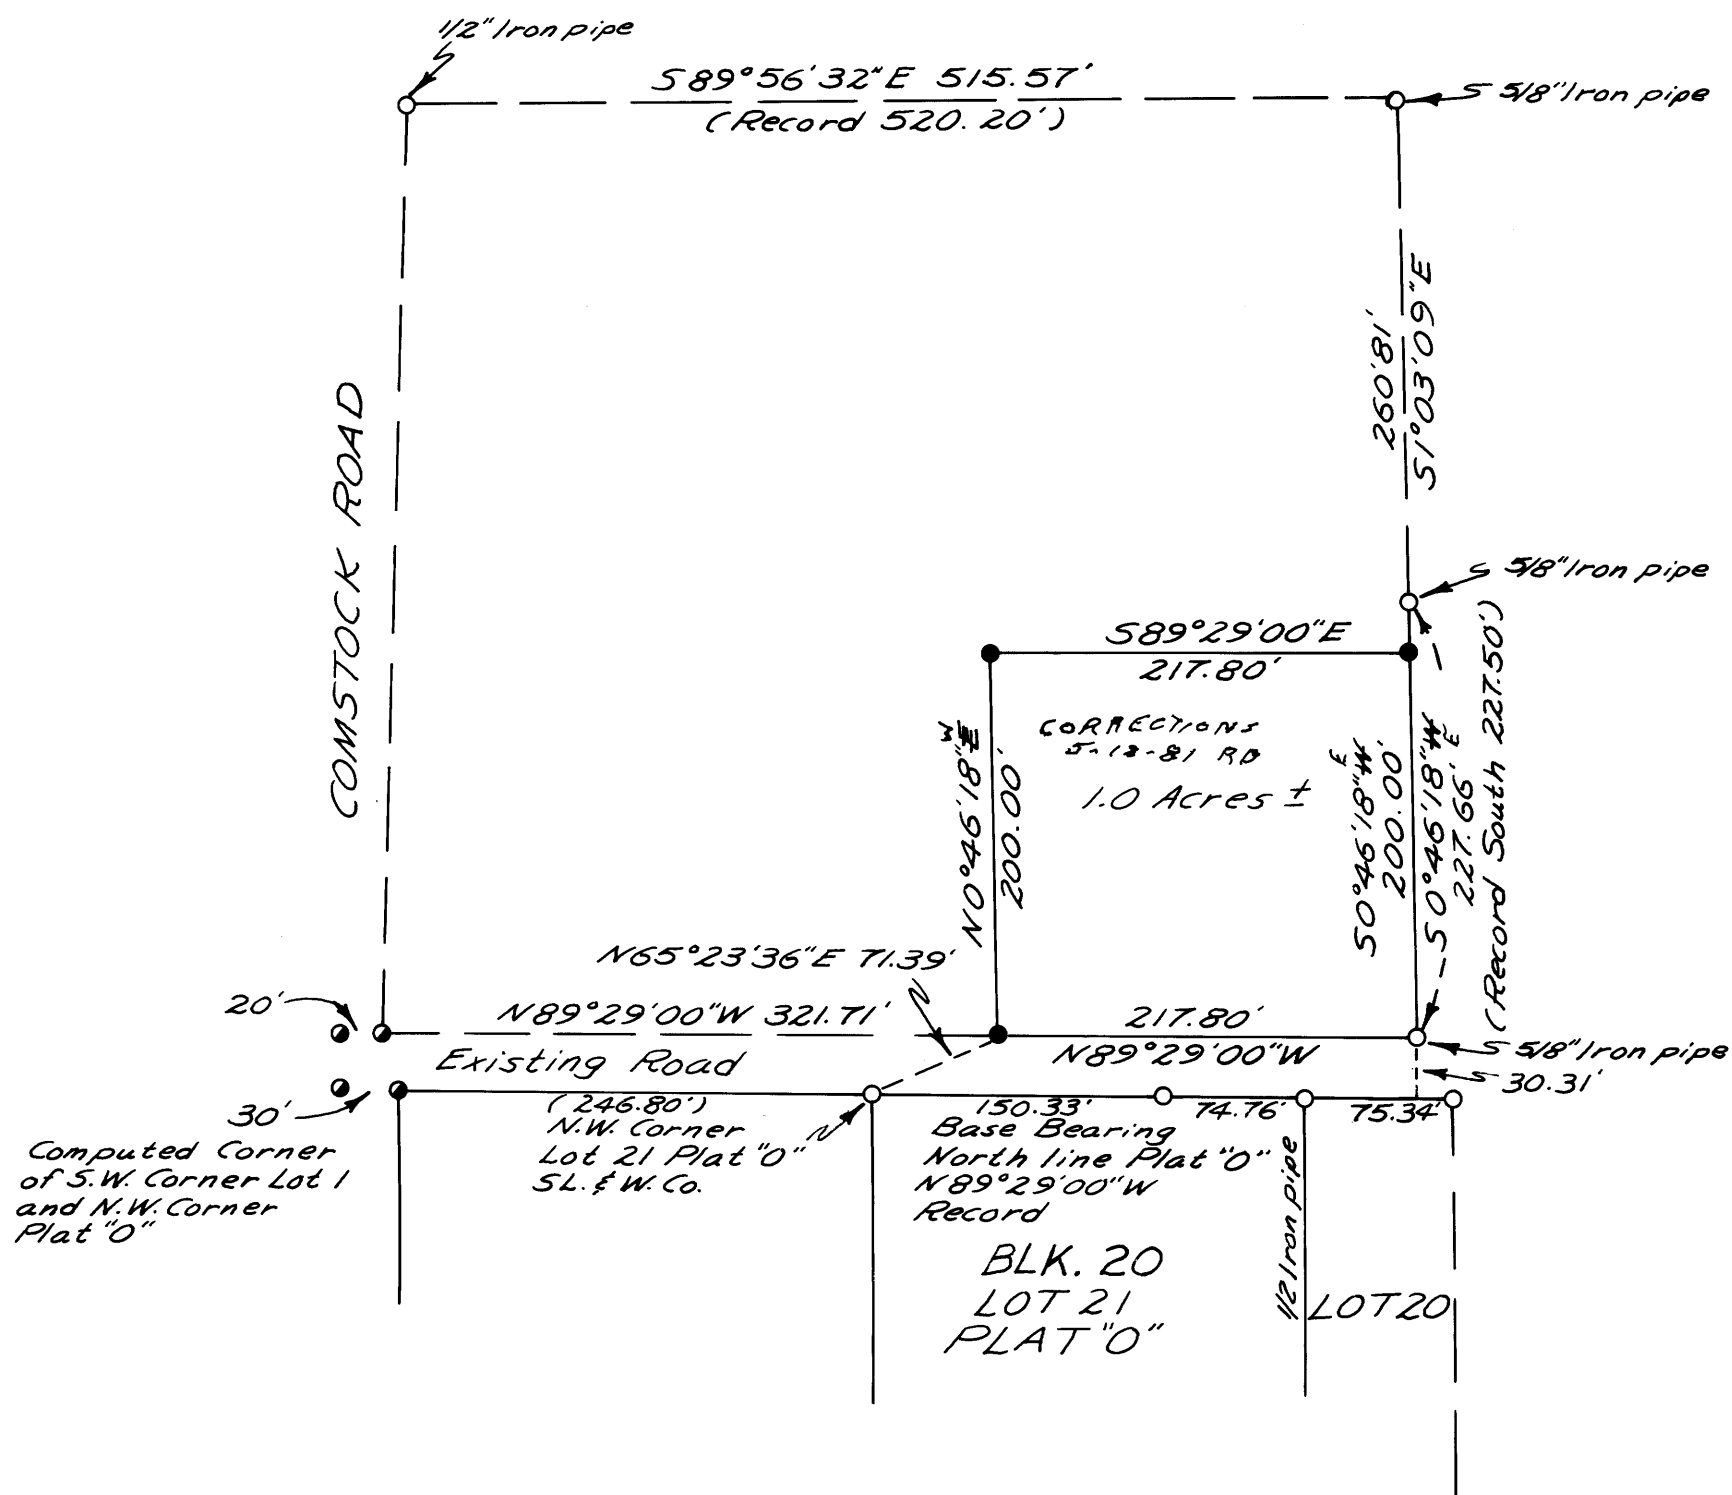 1/2" Iron pipe
S 89°56'32" E 515.57'
(Record 520.20')
5/8" Iron pipe
COMSTOCK ROAD
260'81'
S1°03'09"E
5/8" Iron pipe
S89°29'00"E
217.80'
CORRECTIONS
5-18-81 RD
1.0 Acres ±
N0°46'18"E W
200.00'
S0°46'18"W E
200.00'
S0°46'18"W E
227.66'
(Record South 227.50')
N65°23'36"E 71.39'
20'
N89°29'00"W 321.71'
217.80'
N89°29'00"W
5/8" Iron pipe
Existing Road
30.31'
30'
(246.80')
150.33'
74.76'
75.34'
Computed Corner
of S.W. Corner Lot 1
and N.W. Corner
Plat "O"
N.W. Corner
Lot 21 Plat "O"
SL. & W. Co.
Base Bearing
North line Plat "O"
N89°29'00"W
Record
1/2 Iron pipe
BLK. 20
LOT 21
PLAT "O"
LOT 20